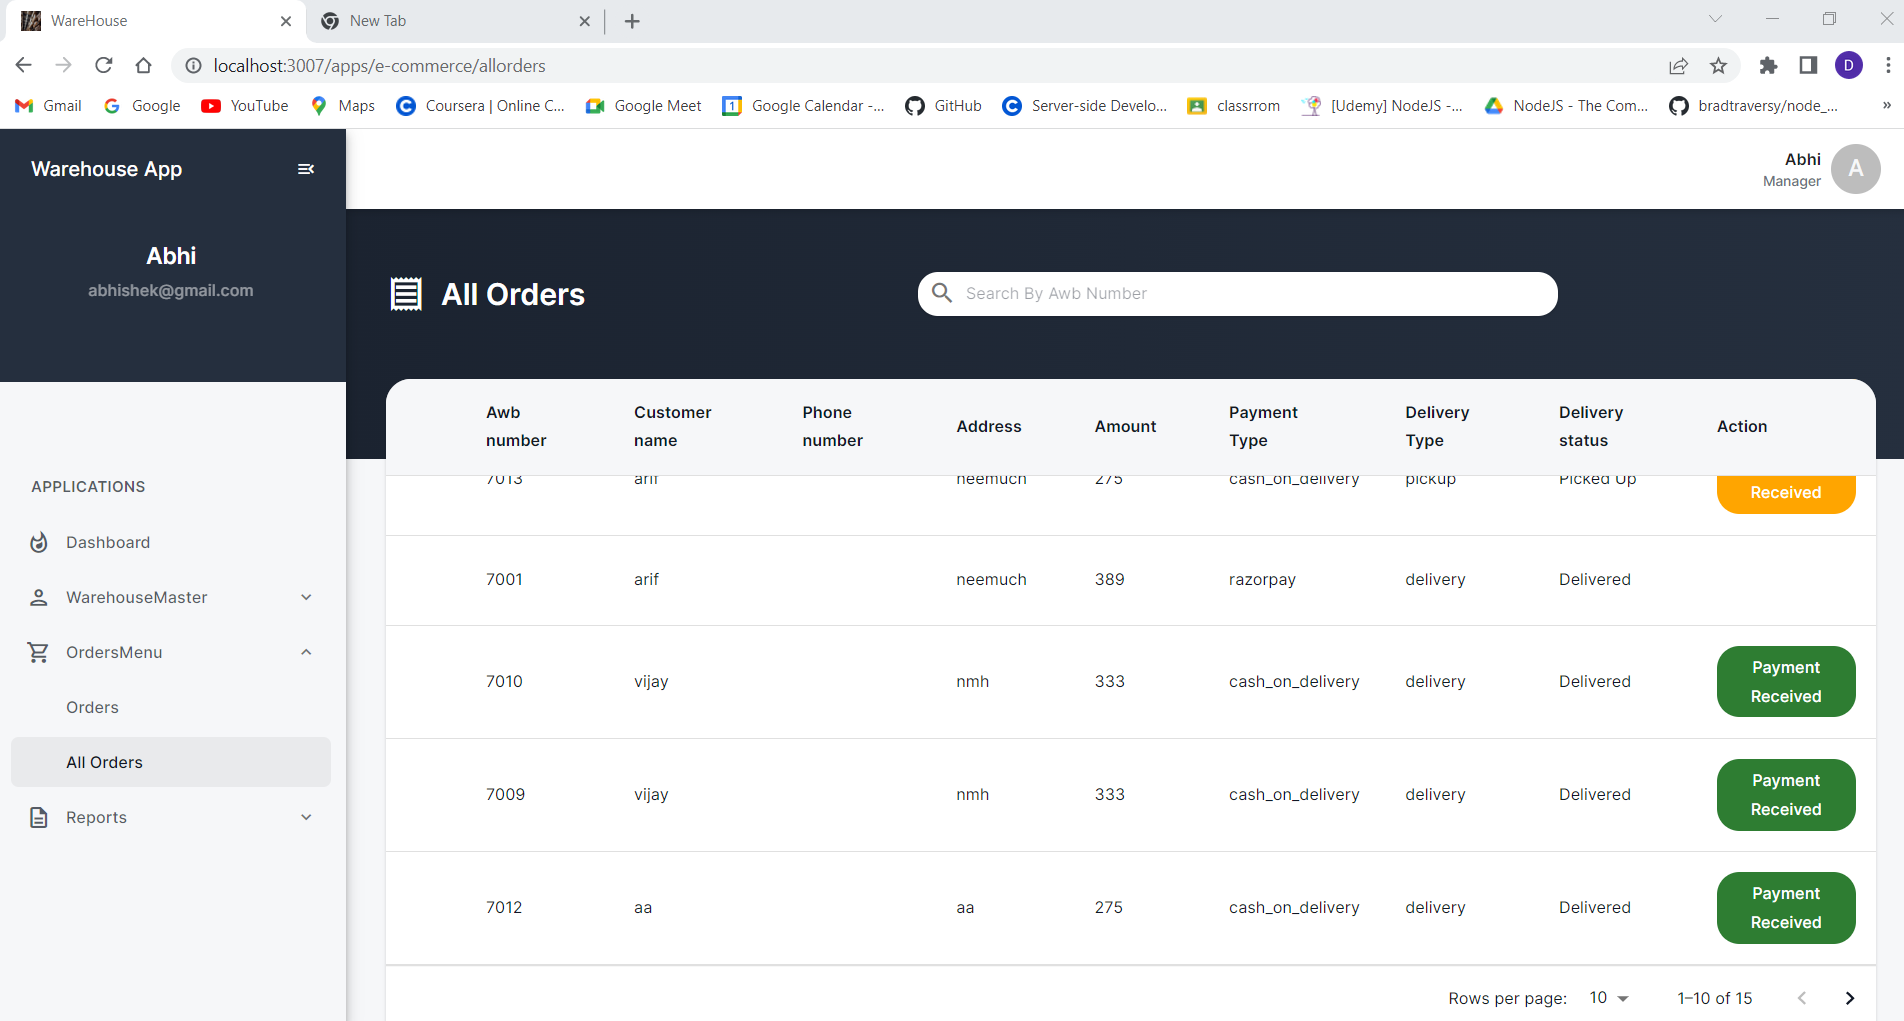 WareHouse
New Tab
localhost:3007/apps/e-commerce/allorders
D
Gmail
Google
YouTube
Maps
Coursera | Online C...
Google Meet
1
Google Calendar -...
GitHub
Server-side Develo...
classrrom
[Udemy] NodeJS -...
NodeJS - The Com...
bradtraversy/node_...
»
Warehouse App
Abhi
Manager
A
Abhi
abhishek@gmail.com
All Orders
Search By Awb Number
APPLICATIONS
Dashboard
WarehouseMaster
OrdersMenu
Orders
All Orders
Reports
Awb number Customer name Phone number Address Amount Payment Type Delivery Type Delivery status Action
7013 arif neemuch 275 cash_on_delivery pickup Picked Up Received
7001 arif neemuch 389 razorpay delivery Delivered
7010 vijay nmh 333 cash_on_delivery delivery Delivered Payment Received
7009 vijay nmh 333 cash_on_delivery delivery Delivered Payment Received
7012 aa aa 275 cash_on_delivery delivery Delivered Payment Received
Rows per page: 10 1–10 of 15